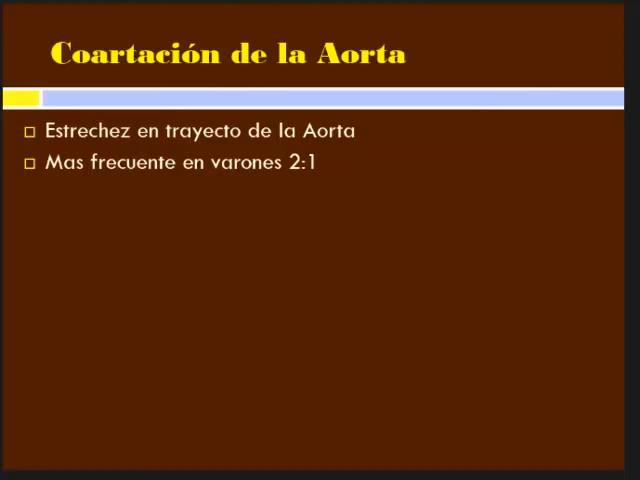 Coartación de la Aorta
Estrechez en trayecto de la Aorta
Mas frecuente en varones 2:1